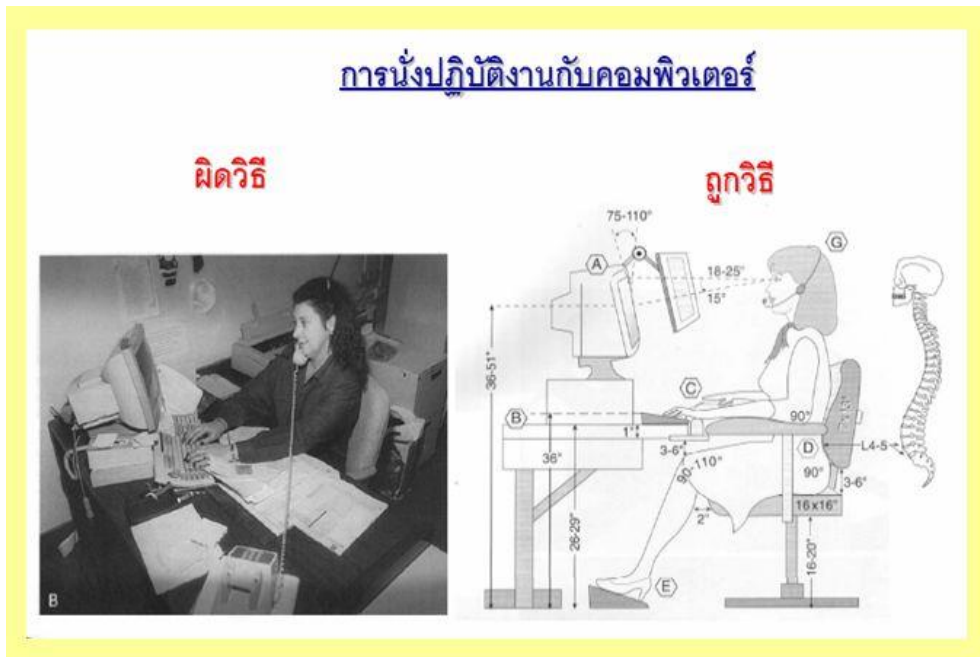 การนั่งปฏิบัติงานกับคอมพิวเตอร์
ผิดวิธี
ถูกวิธี
75-110°
A
G
18-25"
15°
36-51"
C
B
90°
1"
D
L4-5
3-6"
36"
90-110°
90°
3-6"
16x16"
2"
26-29"
16-20"
E
B